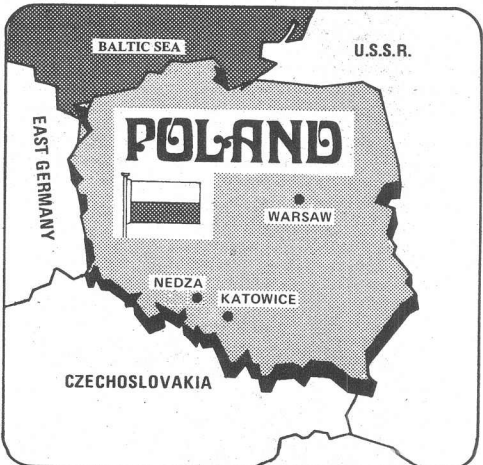 BALTIC SEA
U.S.S.R.
EAST GERMANY
POLAND
WARSAW
NEDZA
KATOWICE
CZECHOSLOVAKIA